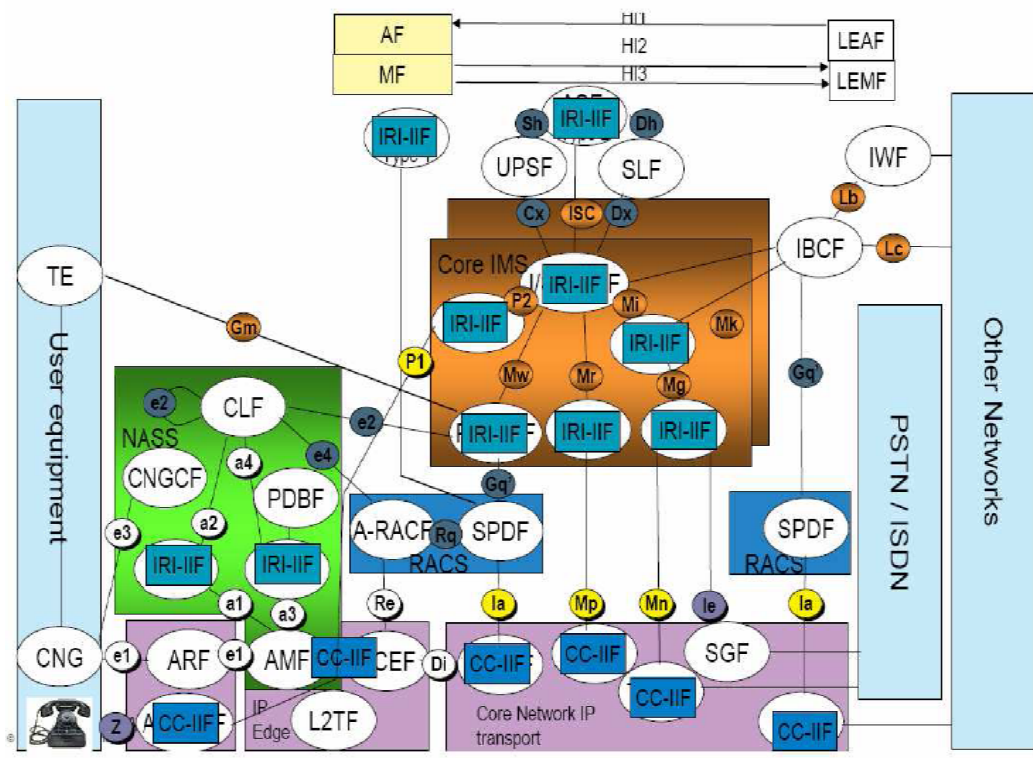 HI1
AF
LEAF
HI2
MF
HI3
LEMF
IRI-IIF
Sh
IRI-IIF
Dh
UPSF
SLF
IWF
Cx
ISC
Dx
Lb
IBCF
Lc
Core IMS
TE
IRI-IIF
P2
Mi
IRI-IIF
Gm
IRI-IIF
Mk
P1
Mw
Mr
Mg
Gq'
User equipment
Other Networks
PSTN / ISDN
e2
CLF
e2
NASS
IRI-IIF
IRI-IIF
IRI-IIF
a4
e4
CNGCF
PDBF
Gq'
a2
e3
A-RACF
Rq
SPDF
RACS
SPDF
RACS
IRI-IIF
IRI-IIF
a1
a3
Re
Ia
Mp
Mn
Ie
Ia
CNG
e1
ARF
e1
AMF
CC-IIF
CEF
Di
CC-IIF
CC-IIF
SGF
CC-IIF
Z
CC-IIF
IP
Edge
L2TF
Core Network IP
transport
CC-IIF